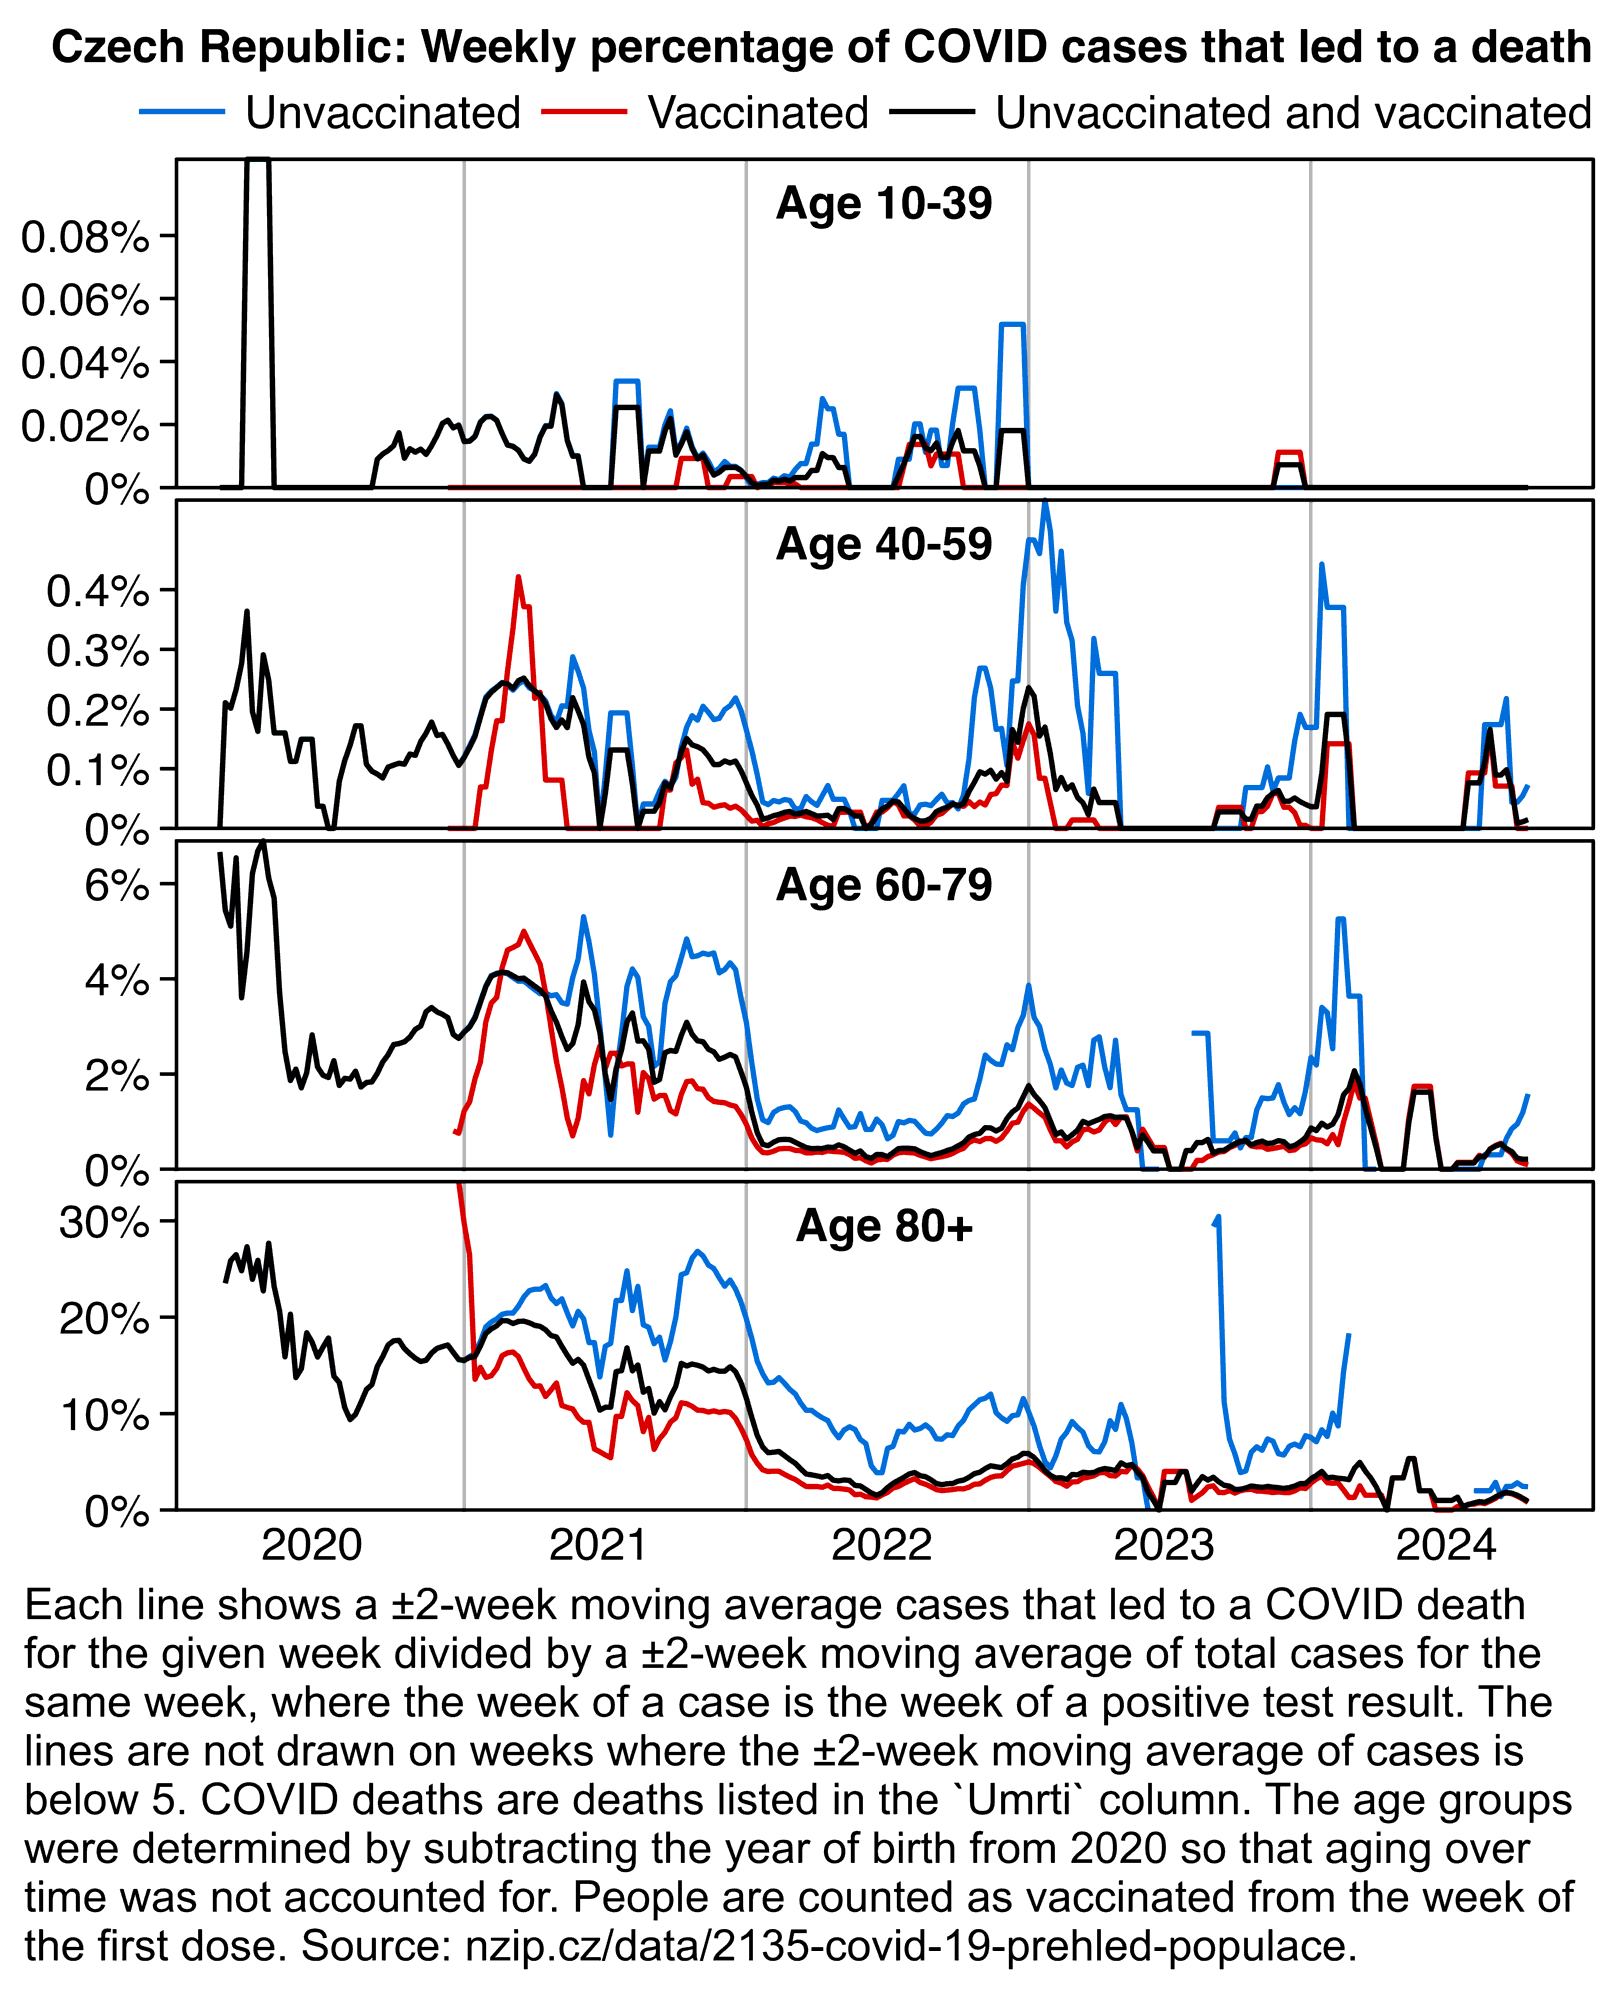 Czech Republic: Weekly percentage of COVID cases that led to a death
Unvaccinated Vaccinated Unvaccinated and vaccinated
Age 10-39
0.08%
0.06%
0.04%
0.02%
0%
Age 40-59
0.4%
0.3%
0.2%
0.1%
0%
Age 60-79
6%
4%
2%
0%
Age 80+
30%
20%
10%
0%
2020 2021 2022 2023 2024
Each line shows a ±2-week moving average cases that led to a COVID death
for the given week divided by a ±2-week moving average of total cases for the
same week, where the week of a case is the week of a positive test result. The
lines are not drawn on weeks where the ±2-week moving average of cases is
below 5. COVID deaths are deaths listed in the `Umrti` column. The age groups
were determined by subtracting the year of birth from 2020 so that aging over
time was not accounted for. People are counted as vaccinated from the week of
the first dose. Source: nzip.cz/data/2135-covid-19-prehled-populace.